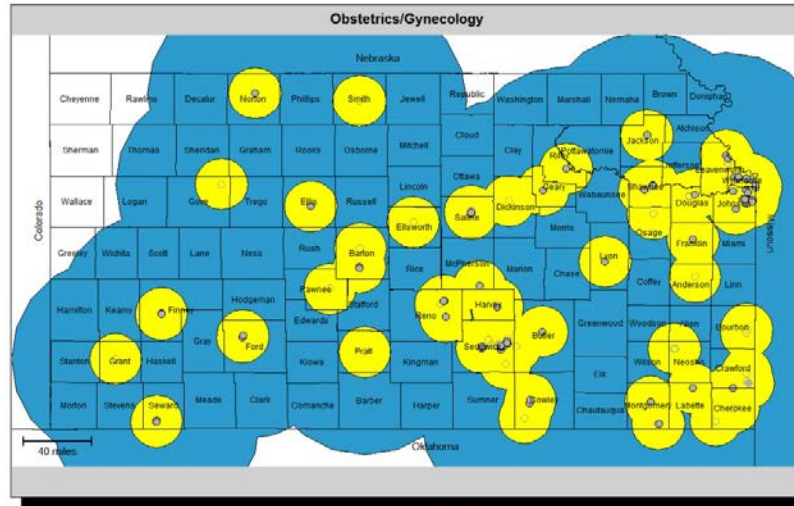 Obstetrics/Gynecology
Nebraska
Cheyenne Rawlins Decatur Norton Phillips Smith Jewell Republic Washington Marshall Nemaha Brown Doniphan
Sherman Thomas Sheridan Graham Rooks Osborne Mitchell Cloud Clay Riley Pottawatomie Jackson Atchison
Jefferson Leavenworth Wyandotte
Wallace Logan Gove Trego Ellis Russell Lincoln Ottawa Dickinson Geary Wabaunsee Shawnee Douglas Johnson
Ellsworth Saline Morris Osage
Colorado
Missouri
Greeley Wichita Scott Lane Ness Rush Barton Rice McPherson Marion Chase Lyon Franklin Miami
Pawnee Coffey Anderson Linn
Hamilton Kearny Finney Hodgeman Edwards Stafford Reno Harvey Greenwood Woodson Allen Bourbon
Stanton Grant Haskell Gray Ford Kiowa Pratt Kingman Sedgwick Butler Elk Wilson Neosho Crawford
Morton Stevens Seward Meade Clark Comanche Barber Harper Sumner Cowley Chautauqua Montgomery Labette Cherokee
40 miles
Oklahoma